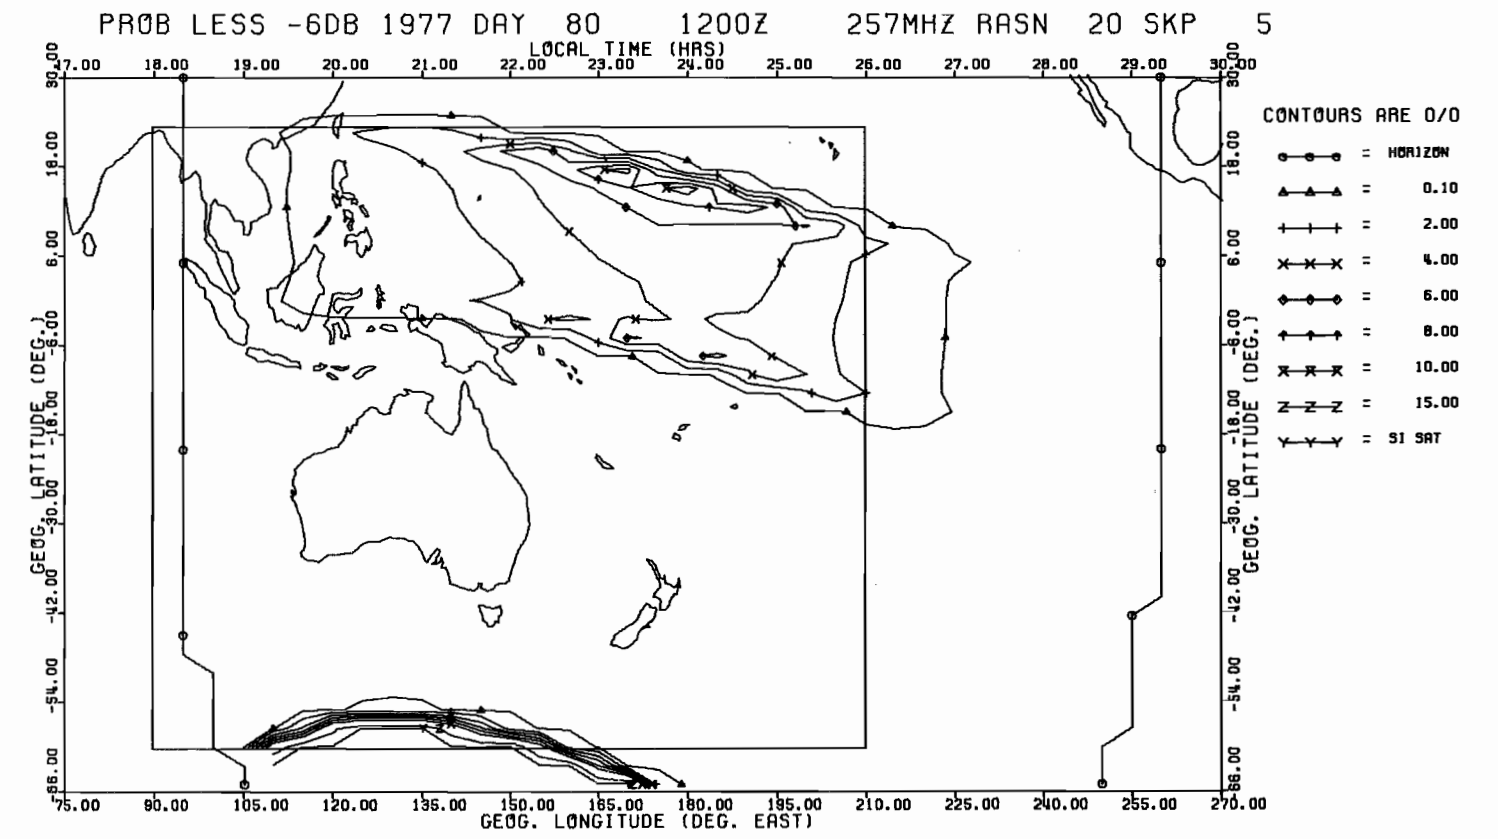 PROB LESS -6DB 1977 DAY 80 1200Z 257MHZ RASN 20 SKP 5
LOCAL TIME (HRS)
17.00 18.00 19.00 20.00 21.00 22.00 23.00 24.00 25.00 26.00 27.00 28.00 29.00 30.00
30.00
18.00
6.00
-6.00
-18.00
-30.00
-42.00
-54.00
-66.00
GEOG. LATITUDE (DEG.)
30.00
18.00
6.00
-6.00
-18.00
-30.00
-42.00
-54.00
-66.00
GEOG. LATITUDE (DEG.)
CONTOURS ARE O/O
= HORIZON
= 0.10
= 2.00
= 4.00
= 6.00
= 8.00
= 10.00
= 15.00
= SI SAT
75.00 90.00 105.00 120.00 135.00 150.00 165.00 180.00 195.00 210.00 225.00 240.00 255.00 270.00
GEOG. LONGITUDE (DEG. EAST)